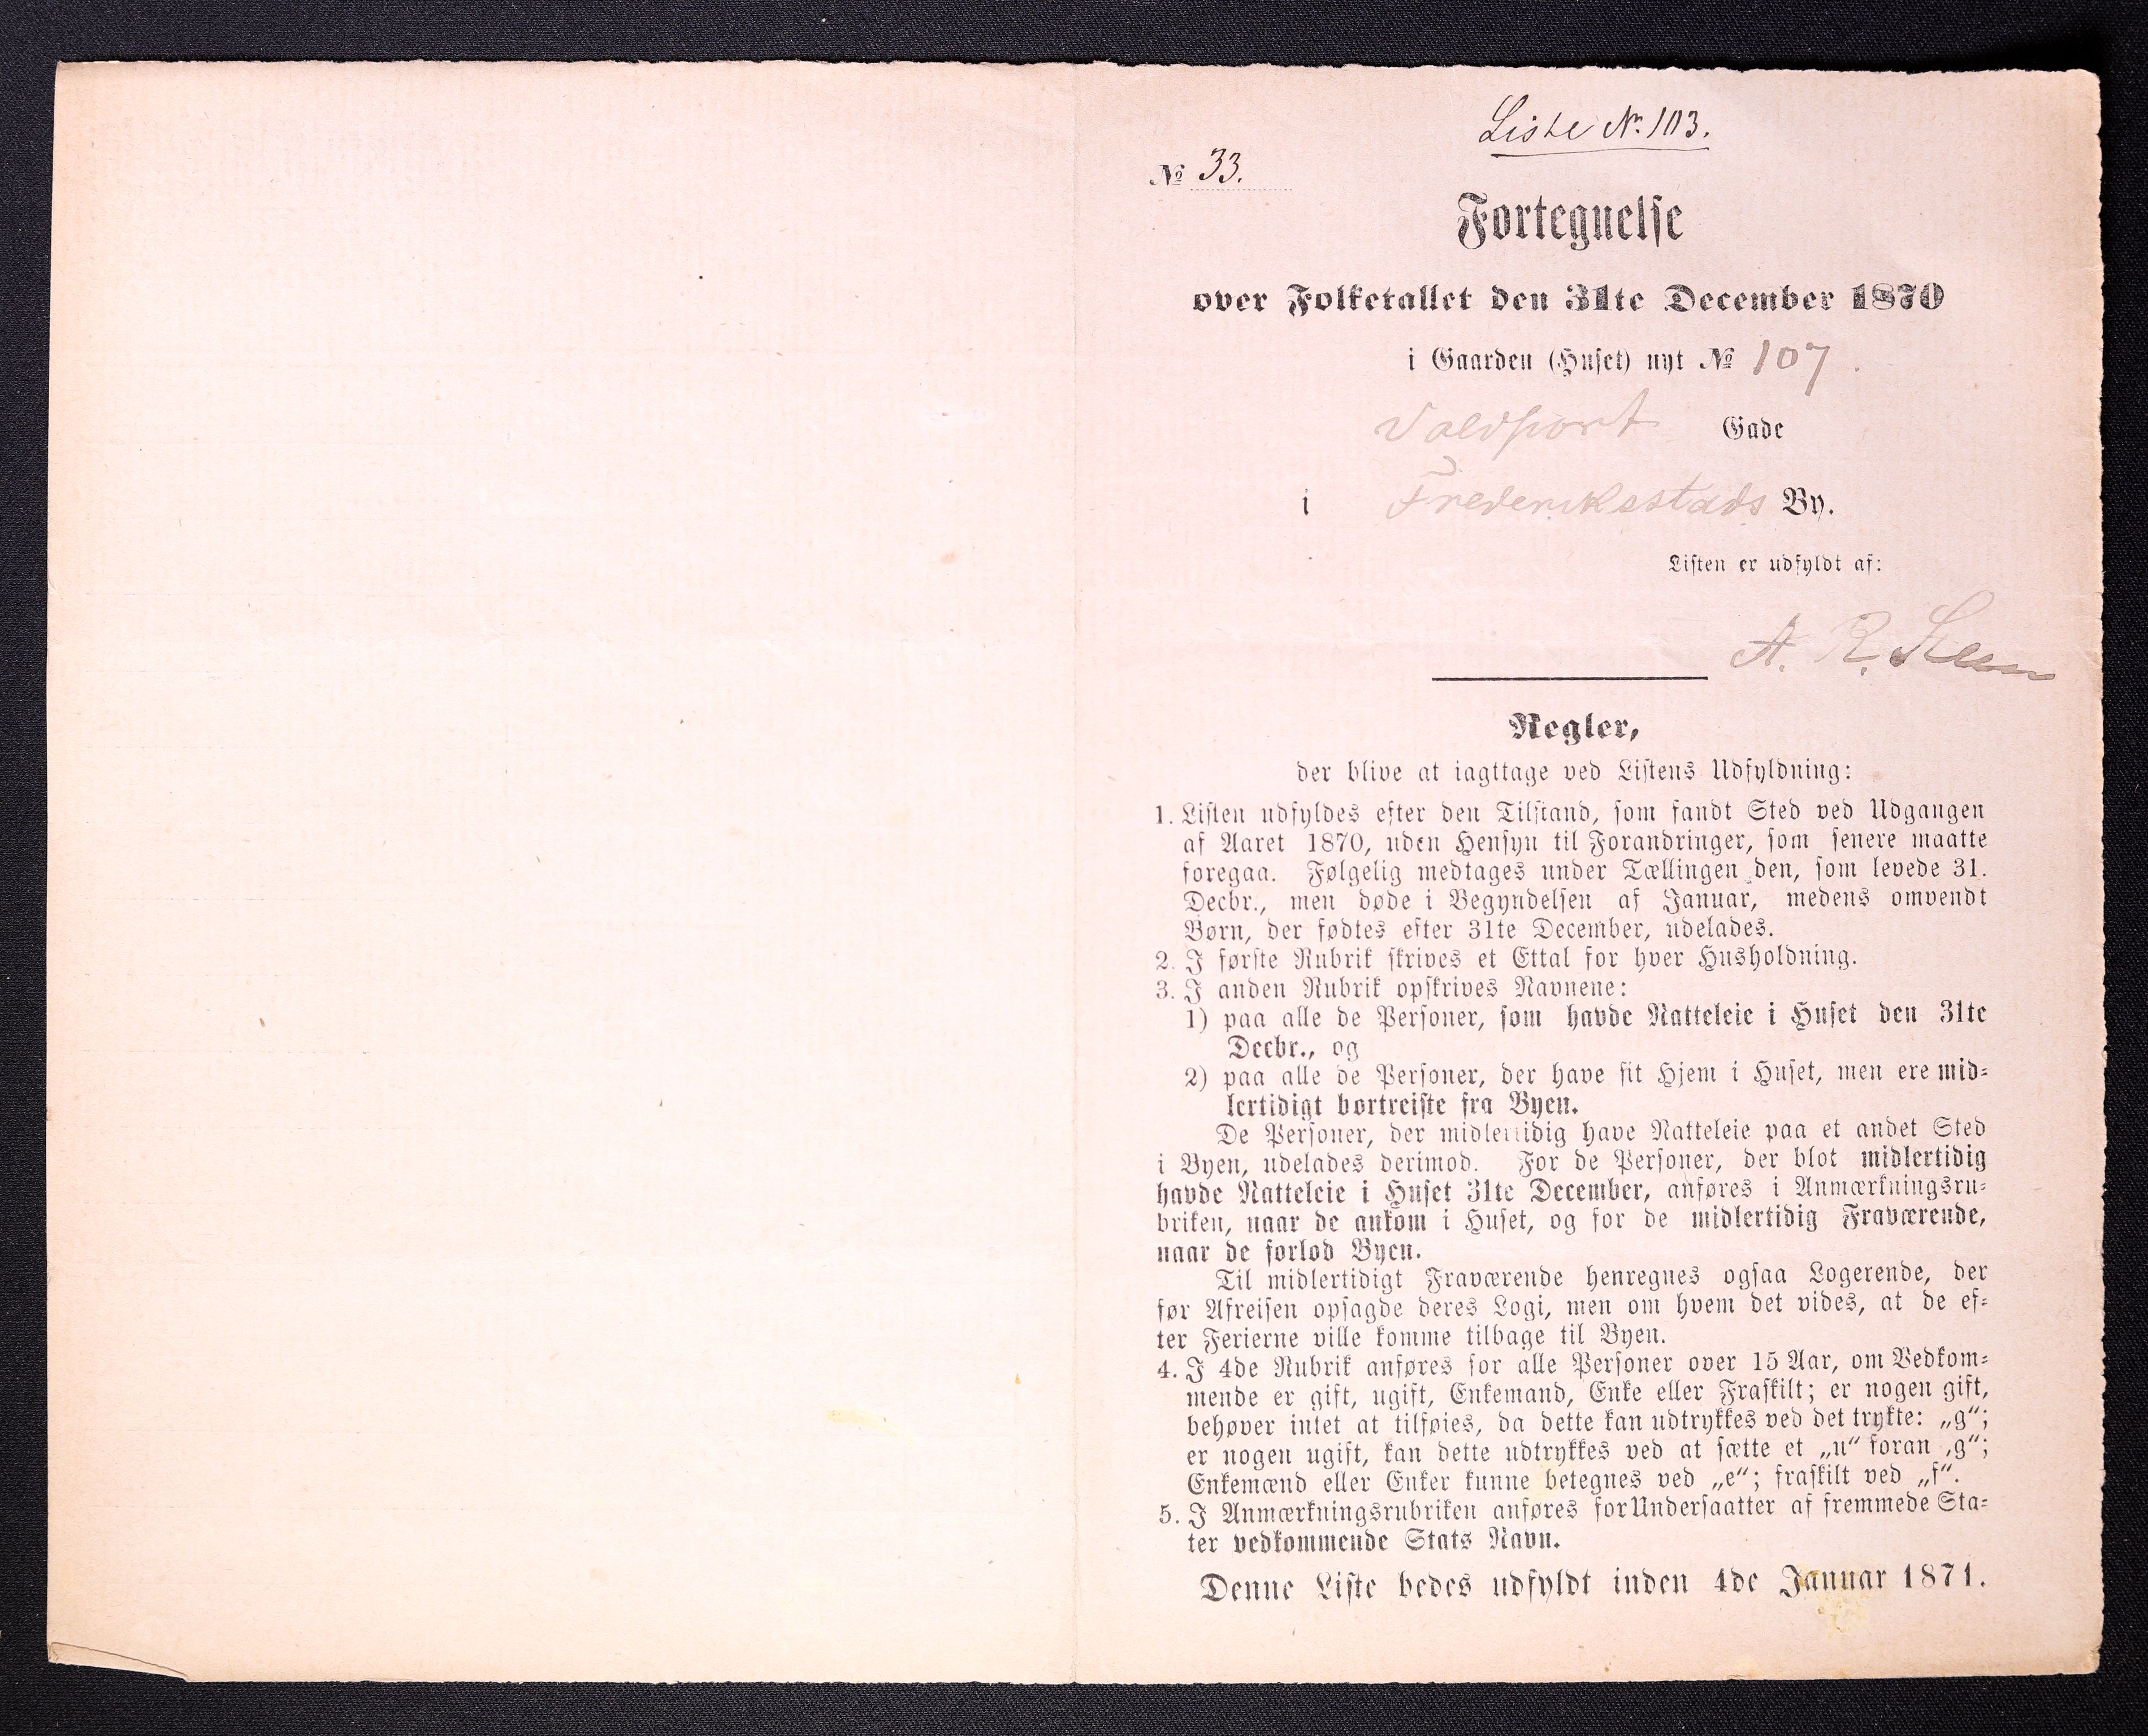 Liste № 103.
№ 33.
Fortegnelse
over Folketallet den 31te December 1870
i Gaarden (Huset) nyt № 107.
Voldport Gade
i Frederikstads By.
Listen er udfyldt af:
A. R.
Regler,
der blive at iagttage ved Listens Udfyldning:
1. Listen udfyldes efter den Tilstand, som fandt Sted ved Udgangen
af Aaret 1870, uden Hensyn til Forandringer, som senere maatte
foregaa. Følgelig medtages under Tællingen den, som levede 31.
Decbr., men døde i Begyndelsen af Januar, medens omvendt
Børn, der fødtes efter 31te December, udelades.
2. I første Rubrik skrives et Ettal for hver Husholdning.
3. I anden Rubrik opskrives Navnene:
1) paa alle de Personer, som havde Natteleie i Huset den 31te
Decbr., og
2) paa alle de Personer, der have sit Hjem i Huset, men ere mid-
lertidigt bortreiste fra Byen.
De Personer, der midlertidig have Natteleie paa et andet Sted
i Byen, udelades derimod. For de Personer, der blot midlertidig
havde Natteleie i Huset 31te December, anføres i Anmærkningsru-
briken, naar de ankom i Huset, og for de midlertidig Fraværende,
naar de forlod Byen.
Til midlertidigt Fraværende henregnes ogsaa Logerende, der
før Afreisen opsagde deres Logi, men om hvem det vides, at de ef-
ter Ferierne ville komme tilbage til Byen.
4. I 4de Rubrik anføres for alle Personer over 15 Aar, om Vedkom-
mende er gift, ugift, Enkemand, Enke eller Fraskilt; er nogen gift,
behøver intet at tilføies, da dette kan udtrykkes ved det trykte: „g“;
er nogen ugift, kan dette udtrykkes ved at sætte et „u“ foran ‚g“;
Enkemænd eller Enker kunne betegnes ved „e“; fraskilt ved „f“.
5. I Anmærkningsrubriken anføres for Undersaatter af fremmede Sta-
ter vedkommende Stats Navn.
Denne Liste bedes udfyldt inden 4de Januar 1871.